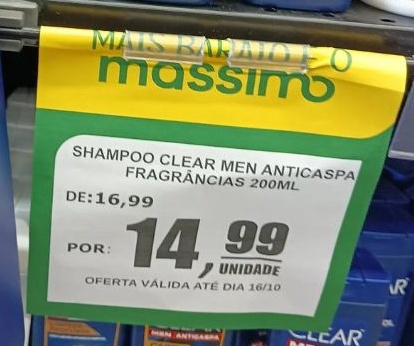 MAIS BARATO É O
massimo
SHAMPOO CLEAR MEN ANTICASPA
FRAGRÂNCIAS 200ML
DE:16,99
POR: 14,99
UNIDADE
OFERTA VÁLIDA ATÉ DIA 16/10
MEN ANTICASPA
CLEAR